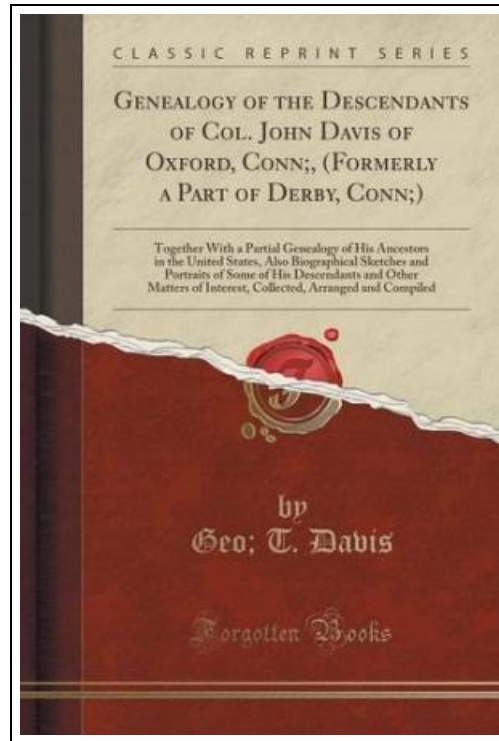 CLASSIC REPRINT SERIES
GENEALOGY OF THE DESCENDANTS
OF COL. JOHN DAVIS OF
OXFORD, CONN;, (FORMERLY
A PART OF DERBY, CONN;)
Together With a Partial Genealogy of His Ancestors
in the United States, Also Biographical Sketches and
Portraits of Some of His Descendants and Other
Matters of Interest, Collected, Arranged and Compiled
by
Geo; T. Davis
Forgotten Books